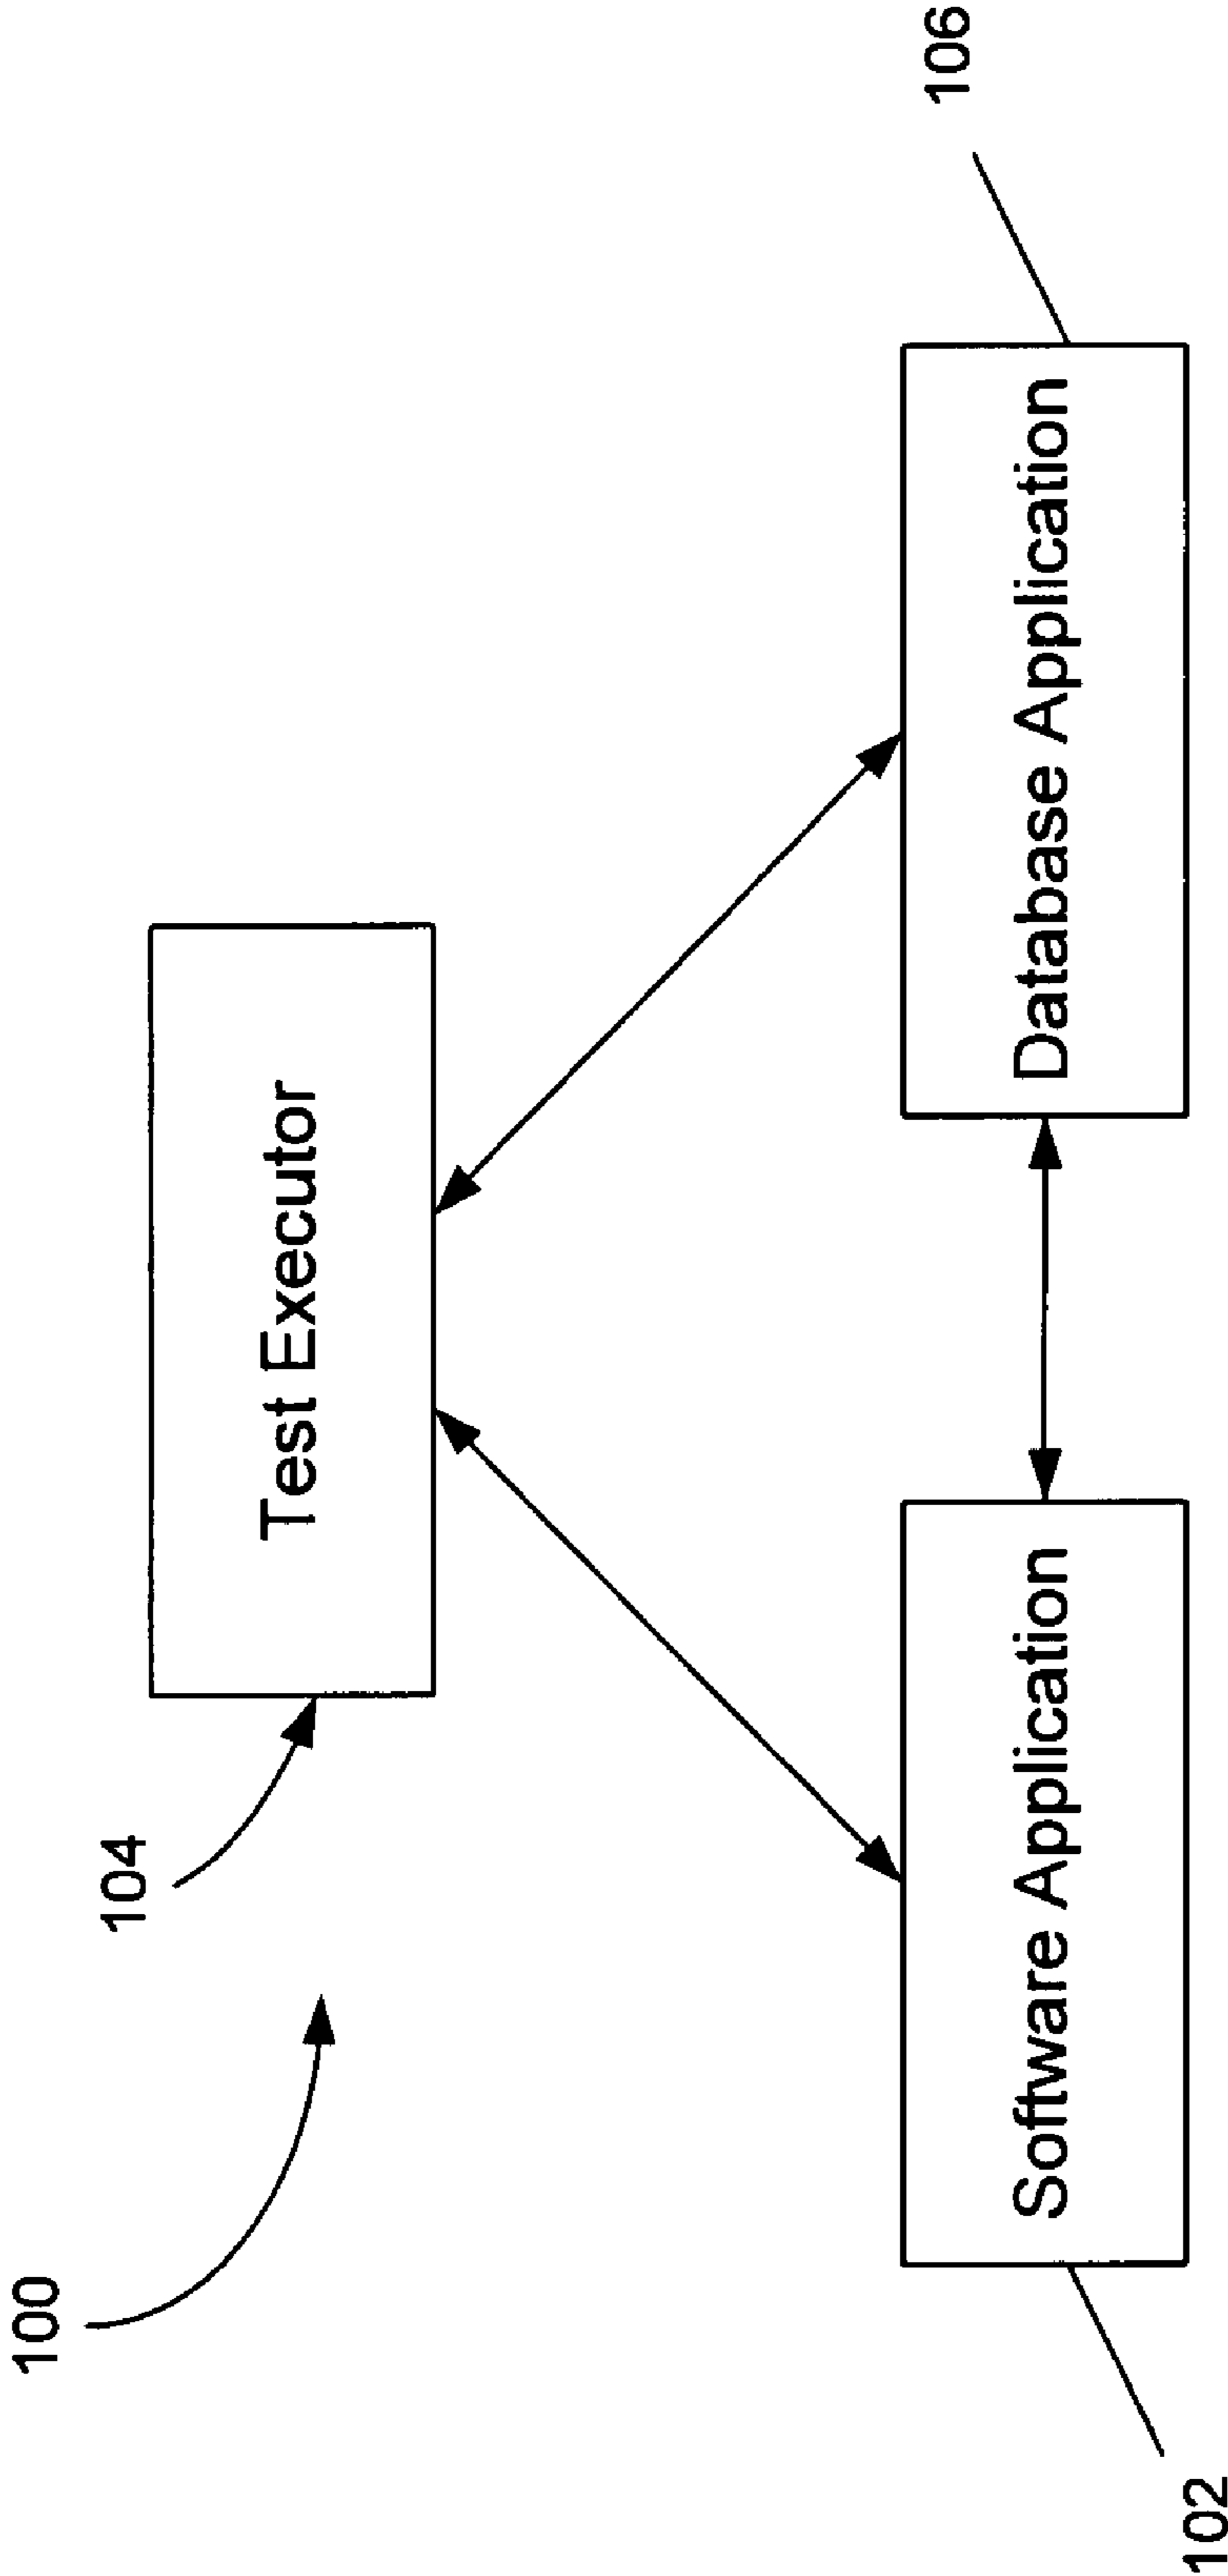 100
104
Test Executor
106
Software Application
Database Application
102